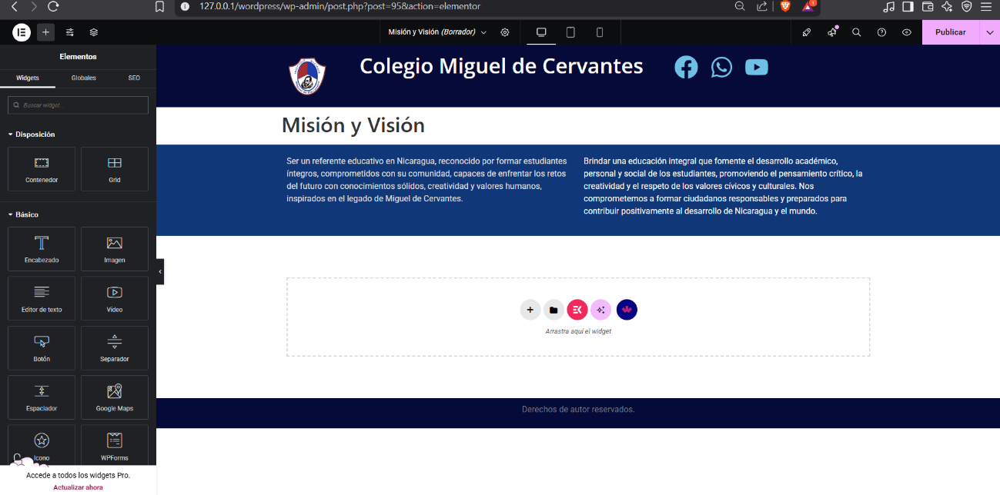 127.0.0.1/wordpress/wp-admin/post.php?post=95&action=elementor
1
Misión y Visión (Borrador)
Publicar
Elementos
Widgets Globales SEO
Buscar widget...
Disposición
Contenedor Grid
Básico
Encabezado Imagen
Editor de texto Vídeo
Botón Separador
Espaciador Google Maps
Icono WPForms
Accede a todos los widgets Pro.
Actualizar ahora
Colegio Miguel de Cervantes
Misión y Visión
Ser un referente educativo en Nicaragua, reconocido por formar estudiantes
íntegros, comprometidos con su comunidad, capaces de enfrentar los retos
del futuro con conocimientos sólidos, creatividad y valores humanos,
inspirados en el legado de Miguel de Cervantes.
Brindar una educación integral que fomente el desarrollo académico,
personal y social de los estudiantes, promoviendo el pensamiento crítico, la
creatividad y el respeto de los valores cívicos y culturales. Nos
comprometemos a formar ciudadanos responsables y preparados para
contribuir positivamente al desarrollo de Nicaragua y el mundo.
Arrastra aquí el widget
Derechos de autor reservados.